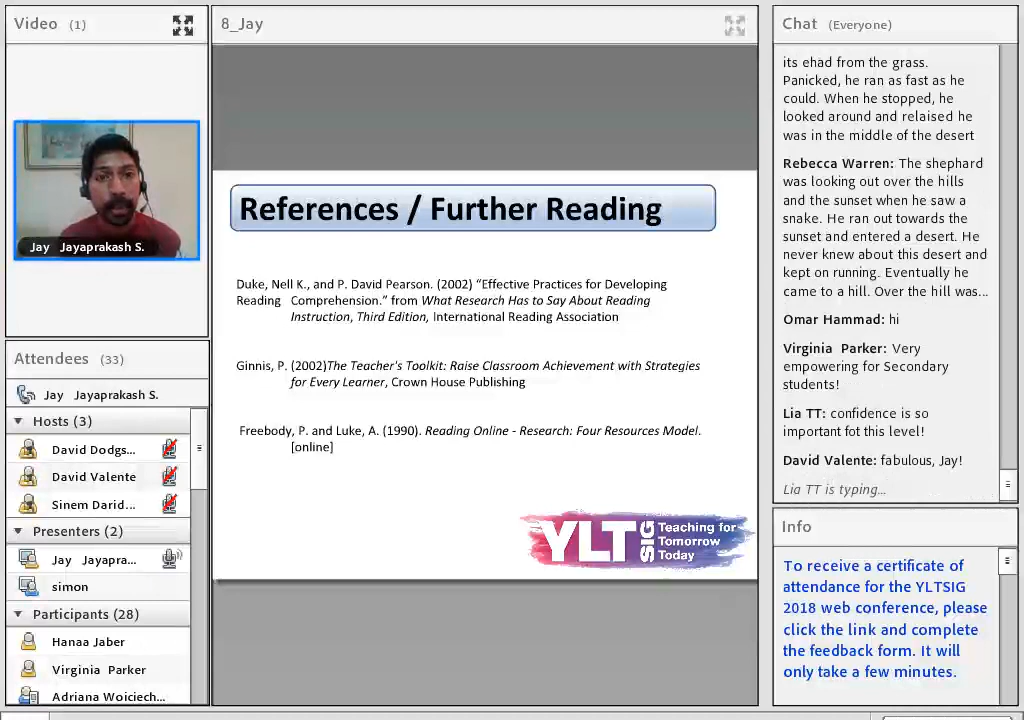 Video (1)
Jay Jayaprakash S.
Attendees (33)
Jay Jayaprakash S.
Hosts (3)
David Dodgs...
David Valente
Sinem Darid...
Presenters (2)
Jay Jayapra...
simon
Participants (28)
Hanaa Jaber
Virginia Parker
Adriana Woiciech...
8_Jay
References / Further Reading
Duke, Nell K., and P. David Pearson. (2002) “Effective Practices for Developing
Reading Comprehension.” from What Research Has to Say About Reading
Instruction, Third Edition, International Reading Association
Ginnis, P. (2002)The Teacher's Toolkit: Raise Classroom Achievement with Strategies
for Every Learner, Crown House Publishing
Freebody, P. and Luke, A. (1990). Reading Online - Research: Four Resources Model.
[online]
YLT SIG Teaching for
Tomorrow
Today
Chat (Everyone)
its ehad from the grass.
Panicked, he ran as fast as he
could. When he stopped, he
looked around and relaised he
was in the middle of the desert
Rebecca Warren: The shephard
was looking out over the hills
and the sunset when he saw a
snake. He ran out towards the
sunset and entered a desert. He
never knew about this desert and
kept on running. Eventually he
came to a hill. Over the hill was...
Omar Hammad: hi
Virginia Parker: Very
empowering for Secondary
students!
Lia TT: confidence is so
important fot this level!
David Valente: fabulous, Jay!
Lia TT is typing...
Info
To receive a certificate of
attendance for the YLTSIG
2018 web conference, please
click the link and complete
the feedback form. It will
only take a few minutes.